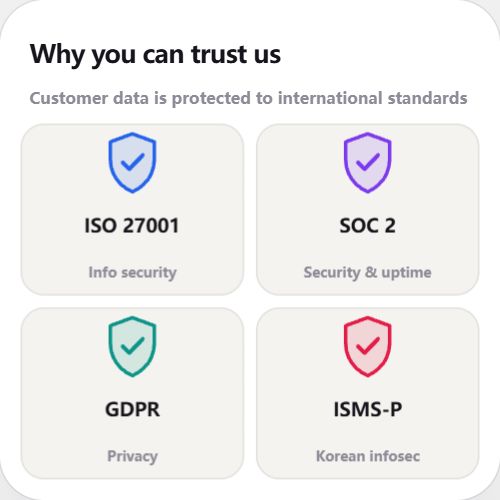 Why you can trust us
Customer data is protected to international standards
ISO 27001
Info security
SOC 2
Security & uptime
GDPR
Privacy
ISMS-P
Korean infosec